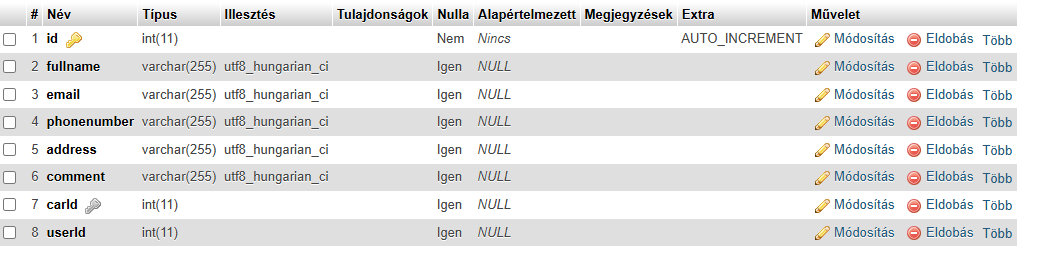 # Név Típus Illesztés Tulajdonságok Nulla Alapértelmezett Megjegyzések Extra Művelet
1 id int(11) Nem Nincs AUTO_INCREMENT Módosítás Eldobás Több
2 fullname varchar(255) utf8_hungarian_ci Igen NULL Módosítás Eldobás Több
3 email varchar(255) utf8_hungarian_ci Igen NULL Módosítás Eldobás Több
4 phonenumber varchar(255) utf8_hungarian_ci Igen NULL Módosítás Eldobás Több
5 address varchar(255) utf8_hungarian_ci Igen NULL Módosítás Eldobás Több
6 comment varchar(255) utf8_hungarian_ci Igen NULL Módosítás Eldobás Több
7 carId int(11) Igen NULL Módosítás Eldobás Több
8 userId int(11) Igen NULL Módosítás Eldobás Több